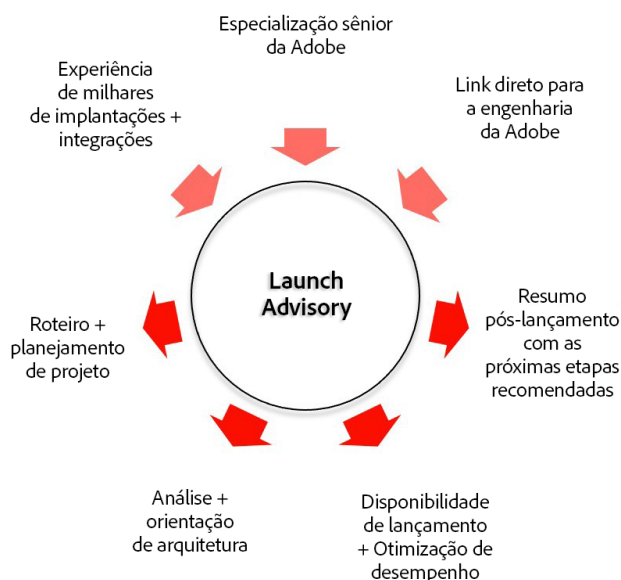 Especialização sênior
da Adobe
Experiência
de milhares
de implantações +
integrações
Link direto para
a engenharia
da Adobe
Launch
Advisory
Roteiro +
planejamento
de projeto
Resumo
pós-lançamento
com as
próximas etapas
recomendadas
Análise +
orientação
de arquitetura
Disponibilidade
de lançamento
+ Otimização de
desempenho